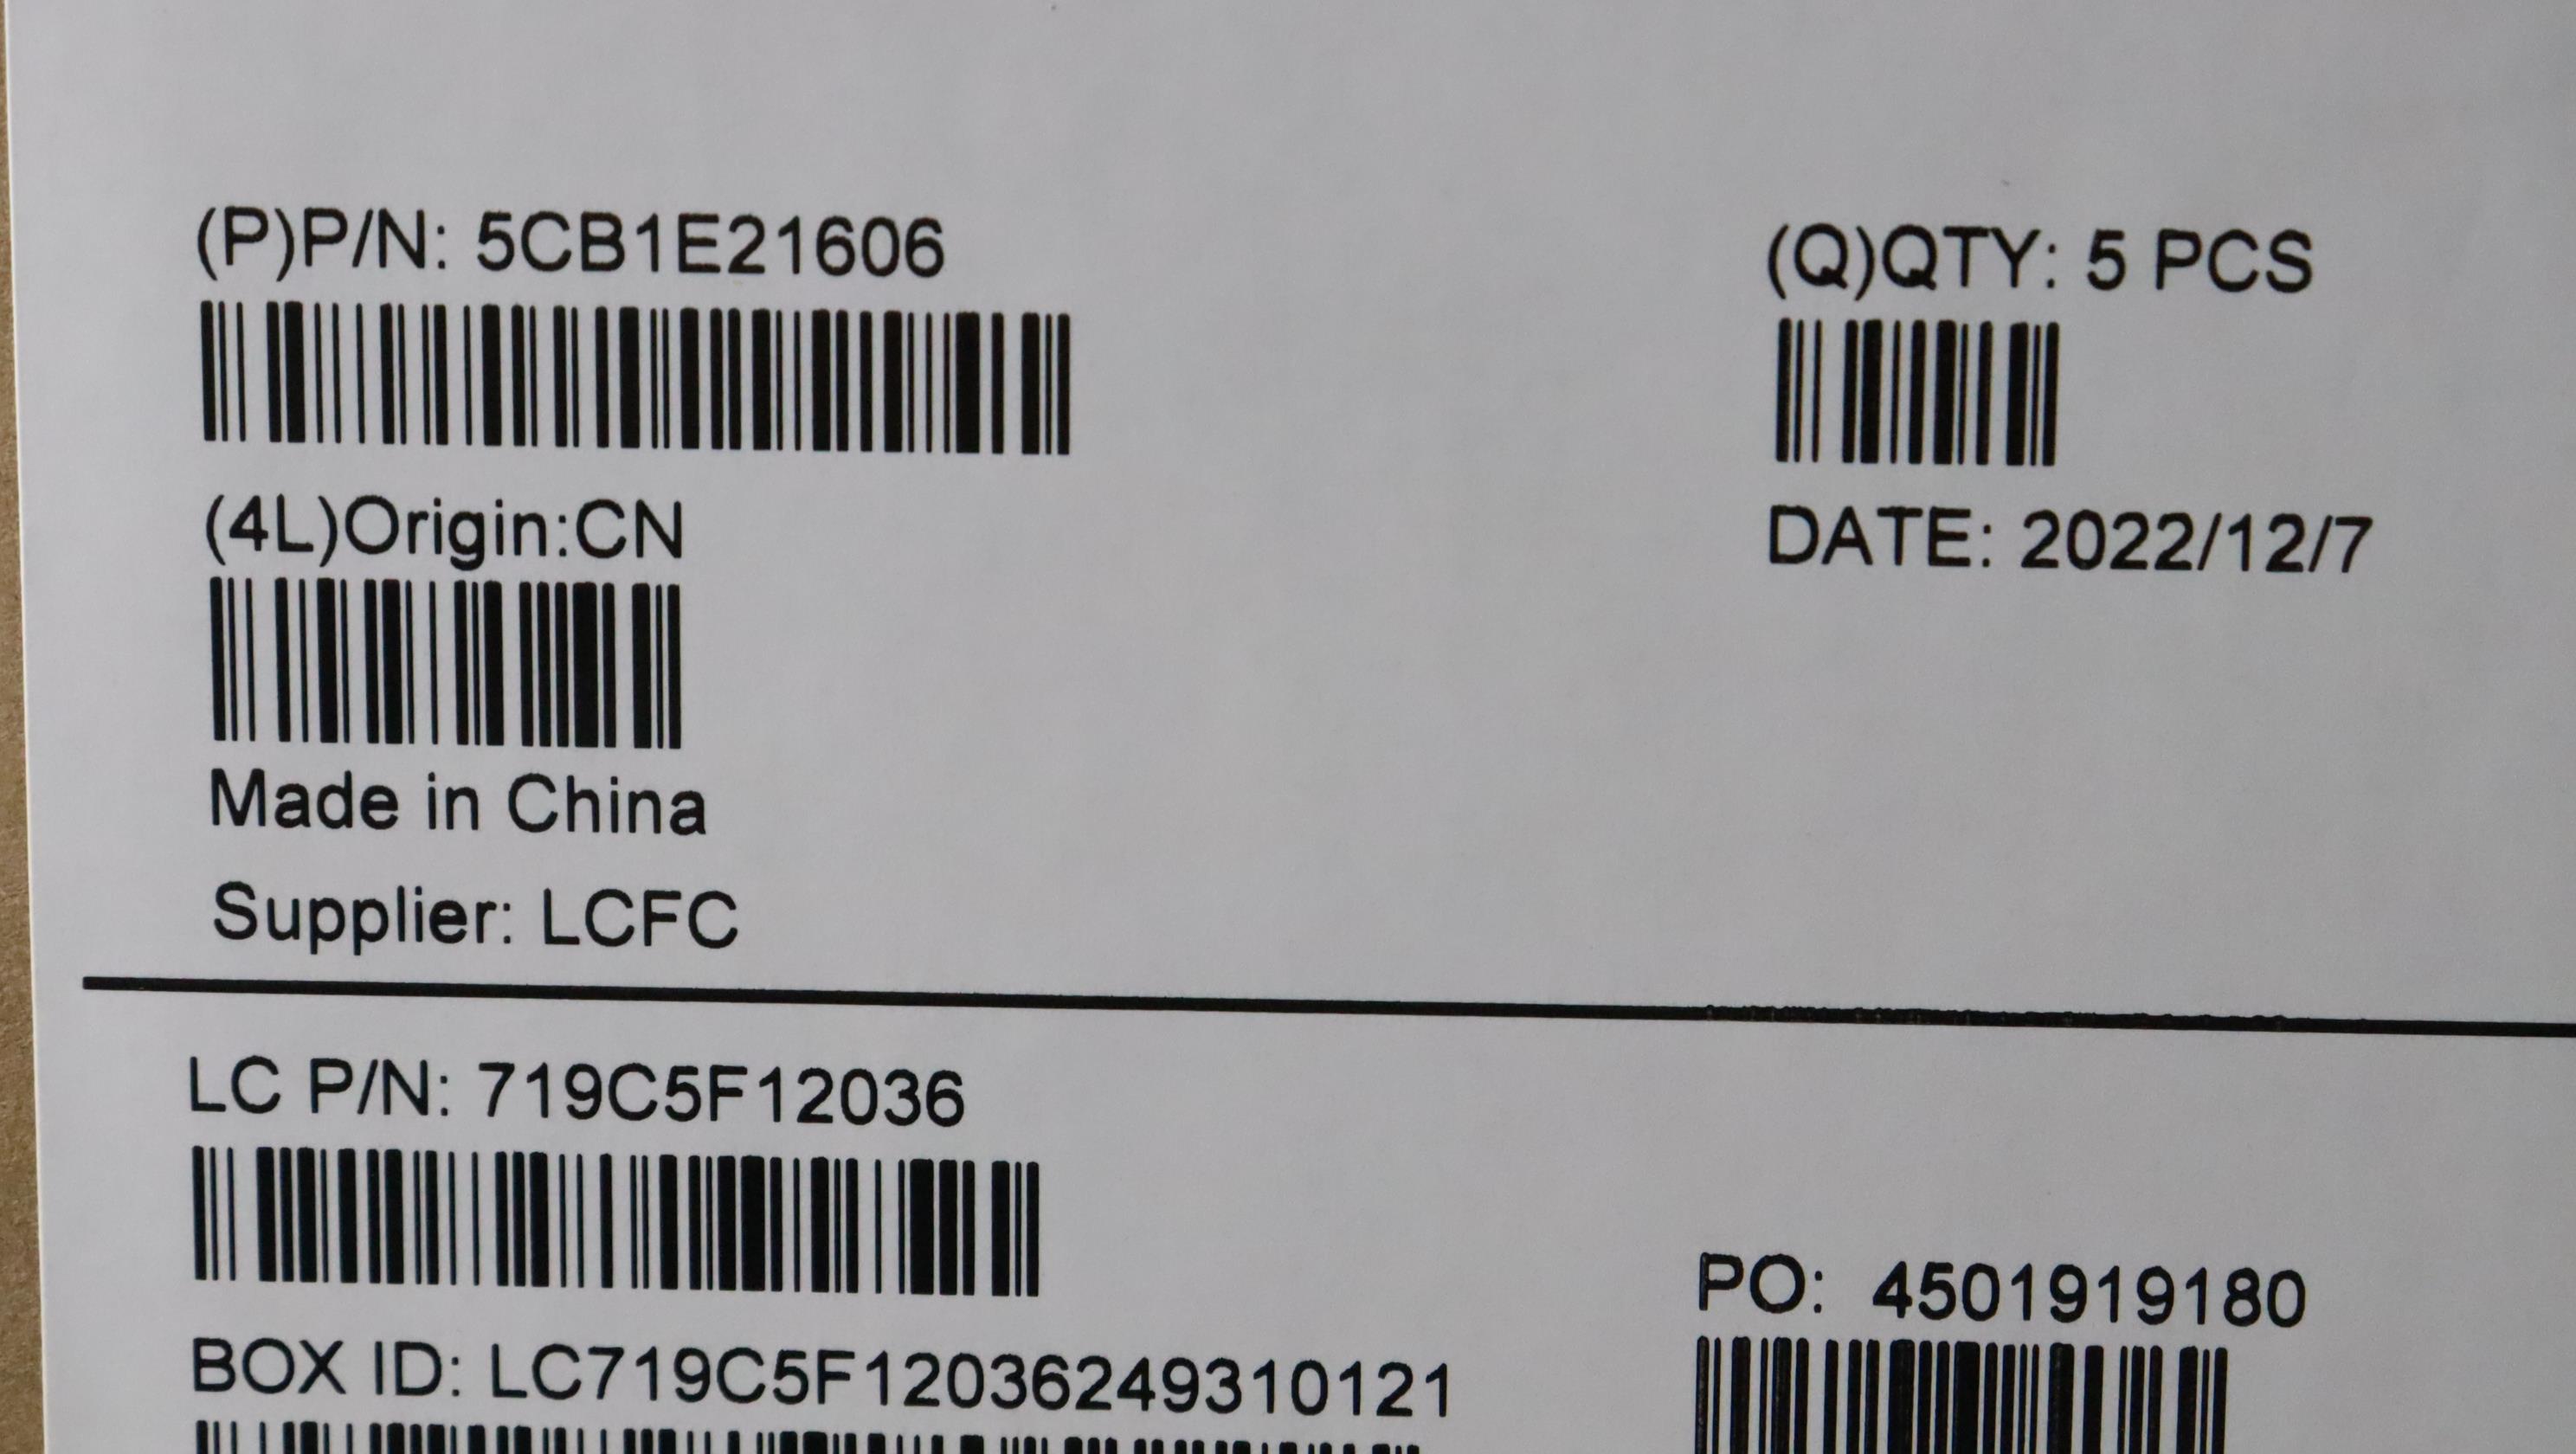 (P)P/N: 5CB1E21606
(Q)QTY: 5 PCS
(4L)Origin:CN
DATE: 2022/12/7
Made in China
Supplier: LCFC
LC P/N: 719C5F12036
PO: 4501919180
BOX ID: LC719C5F12036249310121